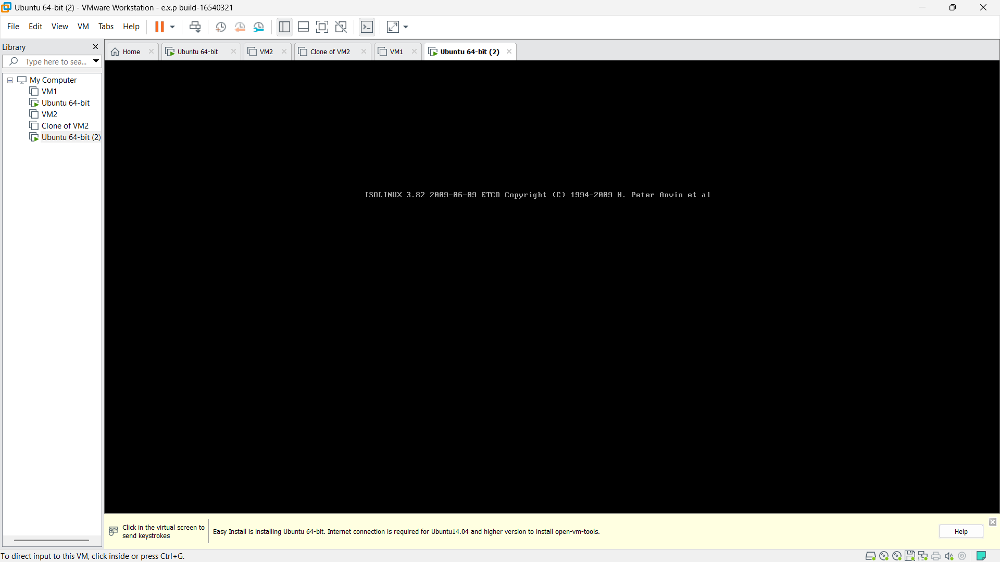 Ubuntu 64-bit (2) - VMware Workstation - e.x.p build-16540321
File Edit View VM Tabs Help
Library
Type here to sea...
My Computer
VM1
Ubuntu 64-bit
VM2
Clone of VM2
Ubuntu 64-bit (2)
Home Ubuntu 64-bit VM2 Clone of VM2 VM1 Ubuntu 64-bit (2)
ISOLINUX 3.82 2009-06-09 ETCD Copyright (C) 1994-2009 H. Peter Anvin et al
Click in the virtual screen to
send keystrokes
Easy Install is installing Ubuntu 64-bit. Internet connection is required for Ubuntu14.04 and higher version to install open-vm-tools.
Help
To direct input to this VM, click inside or press Ctrl+G.